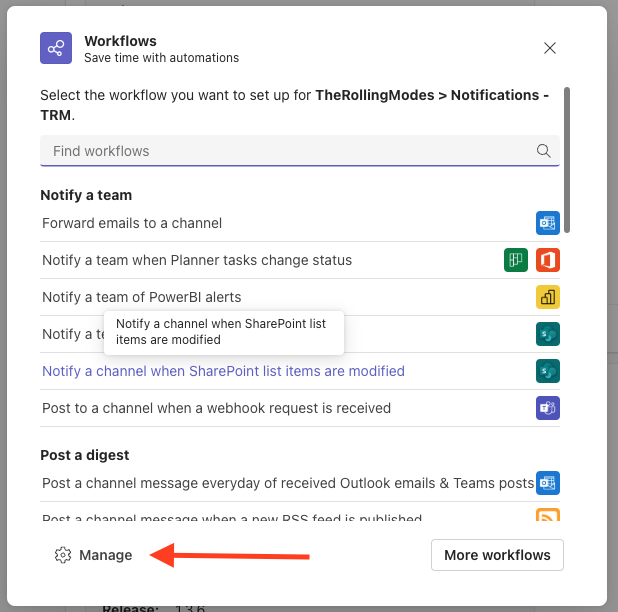 Workflows
Save time with automations
Select the workflow you want to set up for TheRollingModes > Notifications -
TRM.
Find workflows
Notify a team
Forward emails to a channel
Notify a team when Planner tasks change status
Notify a team of PowerBI alerts
Notify a channel when SharePoint list
items are modified
Notify a
Notify a channel when SharePoint list items are modified
Post to a channel when a webhook request is received
Post a digest
Post a channel message everyday of received Outlook emails & Teams posts
Post a channel message when a new RSS feed is published
Manage
More workflows
Release: 1.3.6